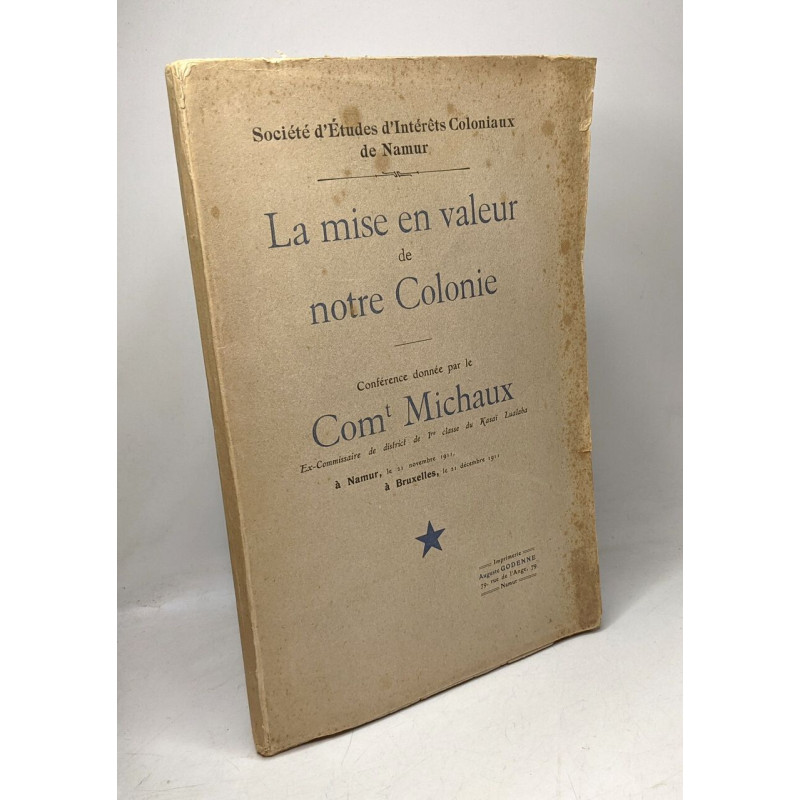 Société d'Études d'Intérêts Coloniaux
de Namur
La mise en valeur
de
notre Colonie
Conférence donnée par le
Comt Michaux
Ex-Commissaire de district de 1re classe du Kasai Lualaba
à Namur, le 21 novembre 1911,
à Bruxelles, le 21 décembre 1911
Imprimerie
Auguste GODENNE
79, rue de l'Ange, 79
Namur